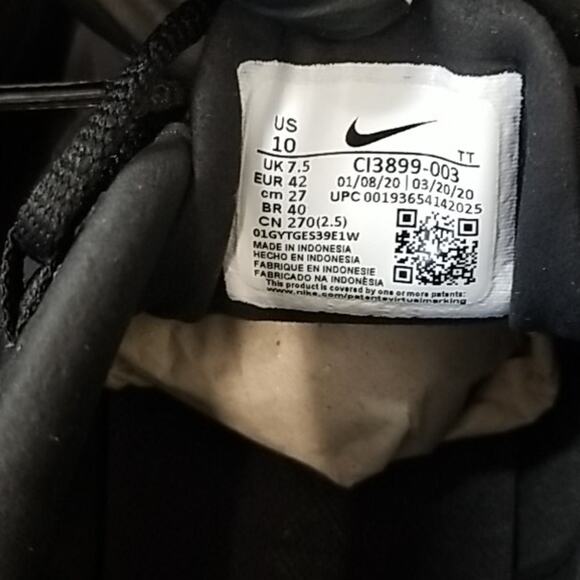 US
10
TT
UK 7.5
EUR 42
cm 27
BR 40
CN 270(2.5)
CI3899-003
01/08/20 | 03/20/20
UPC 00193654142025
01GYTGES39E1W
MADE IN INDONESIA
HECHO EN INDONESIA
FABRIQUE EN INDONESIE
FABRICADO NA INDONÉSIA
This product is covered by one or more patents:
www.nike.com/patentsvirtualmarking